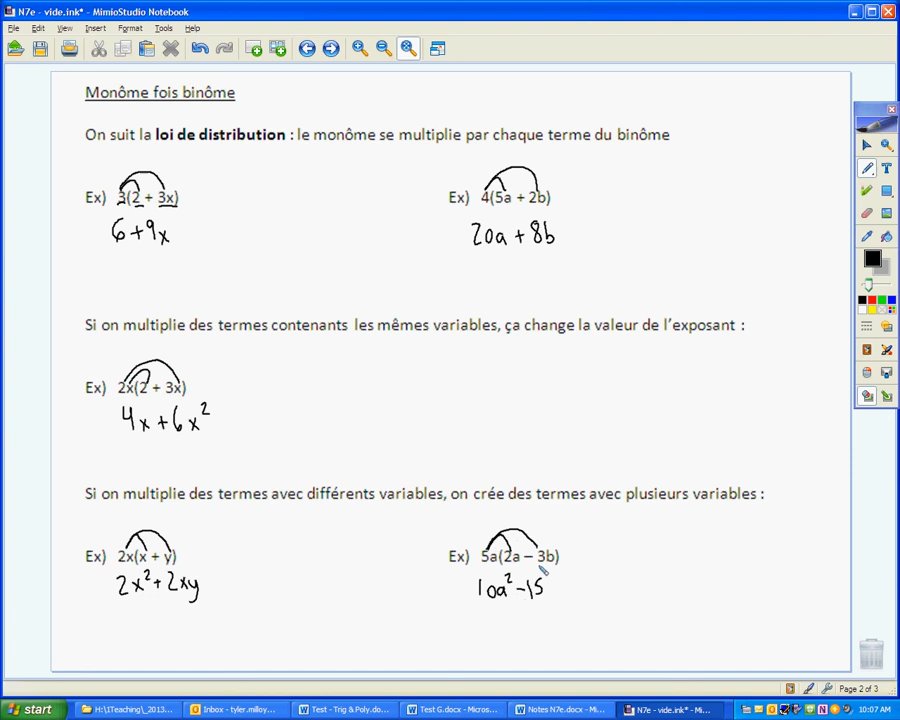 N7e - vide.ink* - MimioStudio Notebook
File Edit View Insert Format Tools Help
Monôme fois binôme
On suit la loi de distribution : le monôme se multiplie par chaque terme du binôme
Ex) 3(2 + 3x) Ex) 4(5a + 2b)
6+9x 20a + 8b
Si on multiplie des termes contenants les mêmes variables, ça change la valeur de l'exposant :
Ex) 2x(2 + 3x)
4x+6x²
Si on multiplie des termes avec différents variables, on crée des termes avec plusieurs variables :
Ex) 2x(x + y) Ex) 5a(2a – 3b)
2x²+2xy 10a²-15
Page 2 of 3
start H:\1Teaching\_2013... Inbox - tyler.milloy... Test - Trig & Poly.do... Test G.docx - Micros... Notes N7e.docx - Mi... N7e - vide.ink* - Mi... 10:07 AM